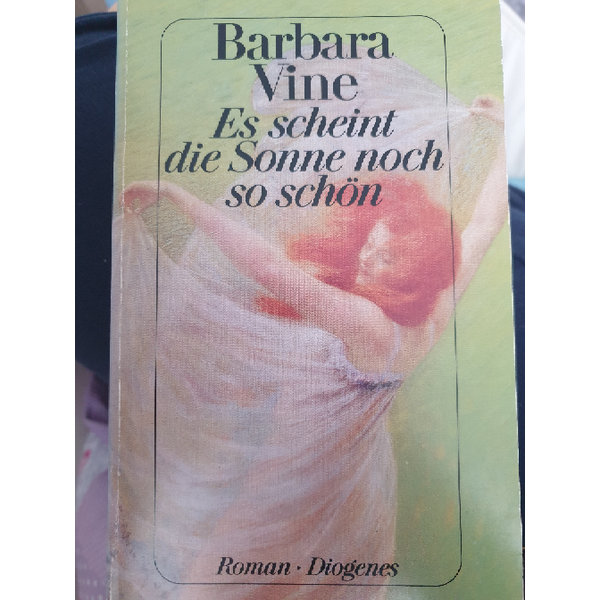 Barbara
Vine
Es scheint
die Sonne noch
so schön
Roman · Diogenes